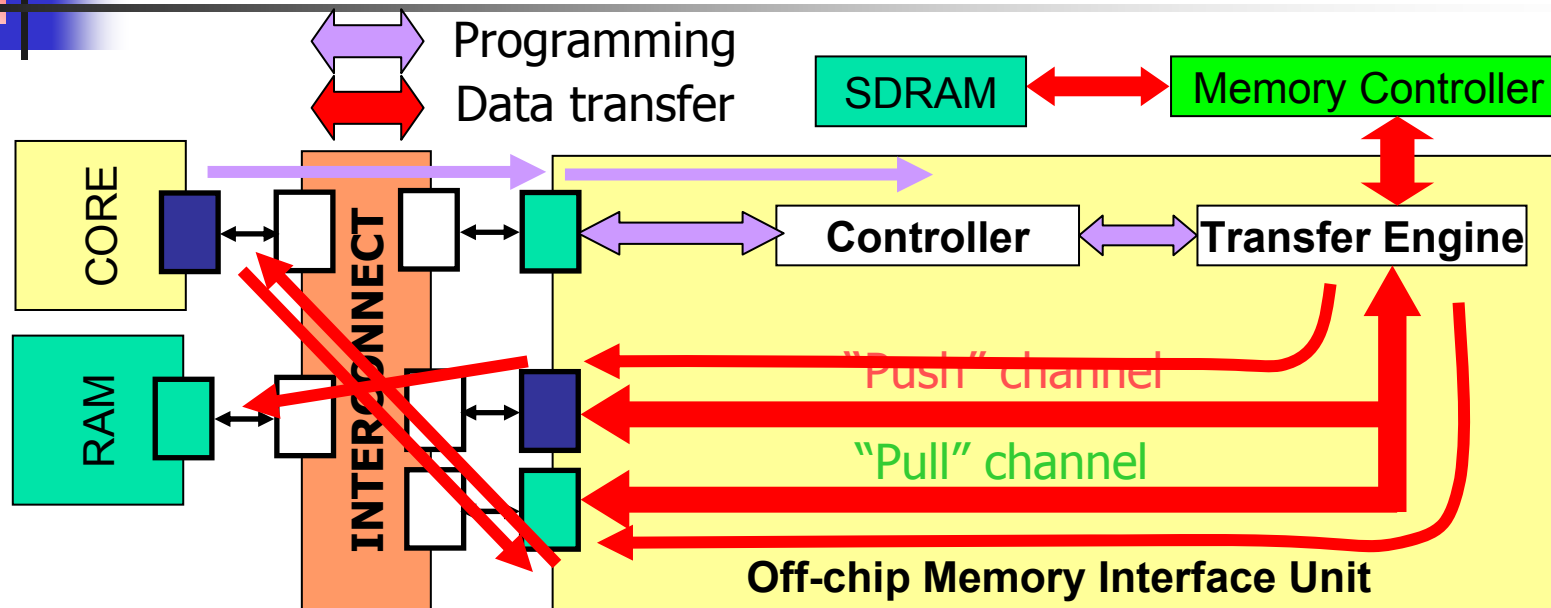 Programming
Data transfer
SDRAM
Memory Controller
CORE
INTERCONNECT
Controller
Transfer Engine
RAM
“Push” channel
“Pull” channel
Off-chip Memory Interface Unit